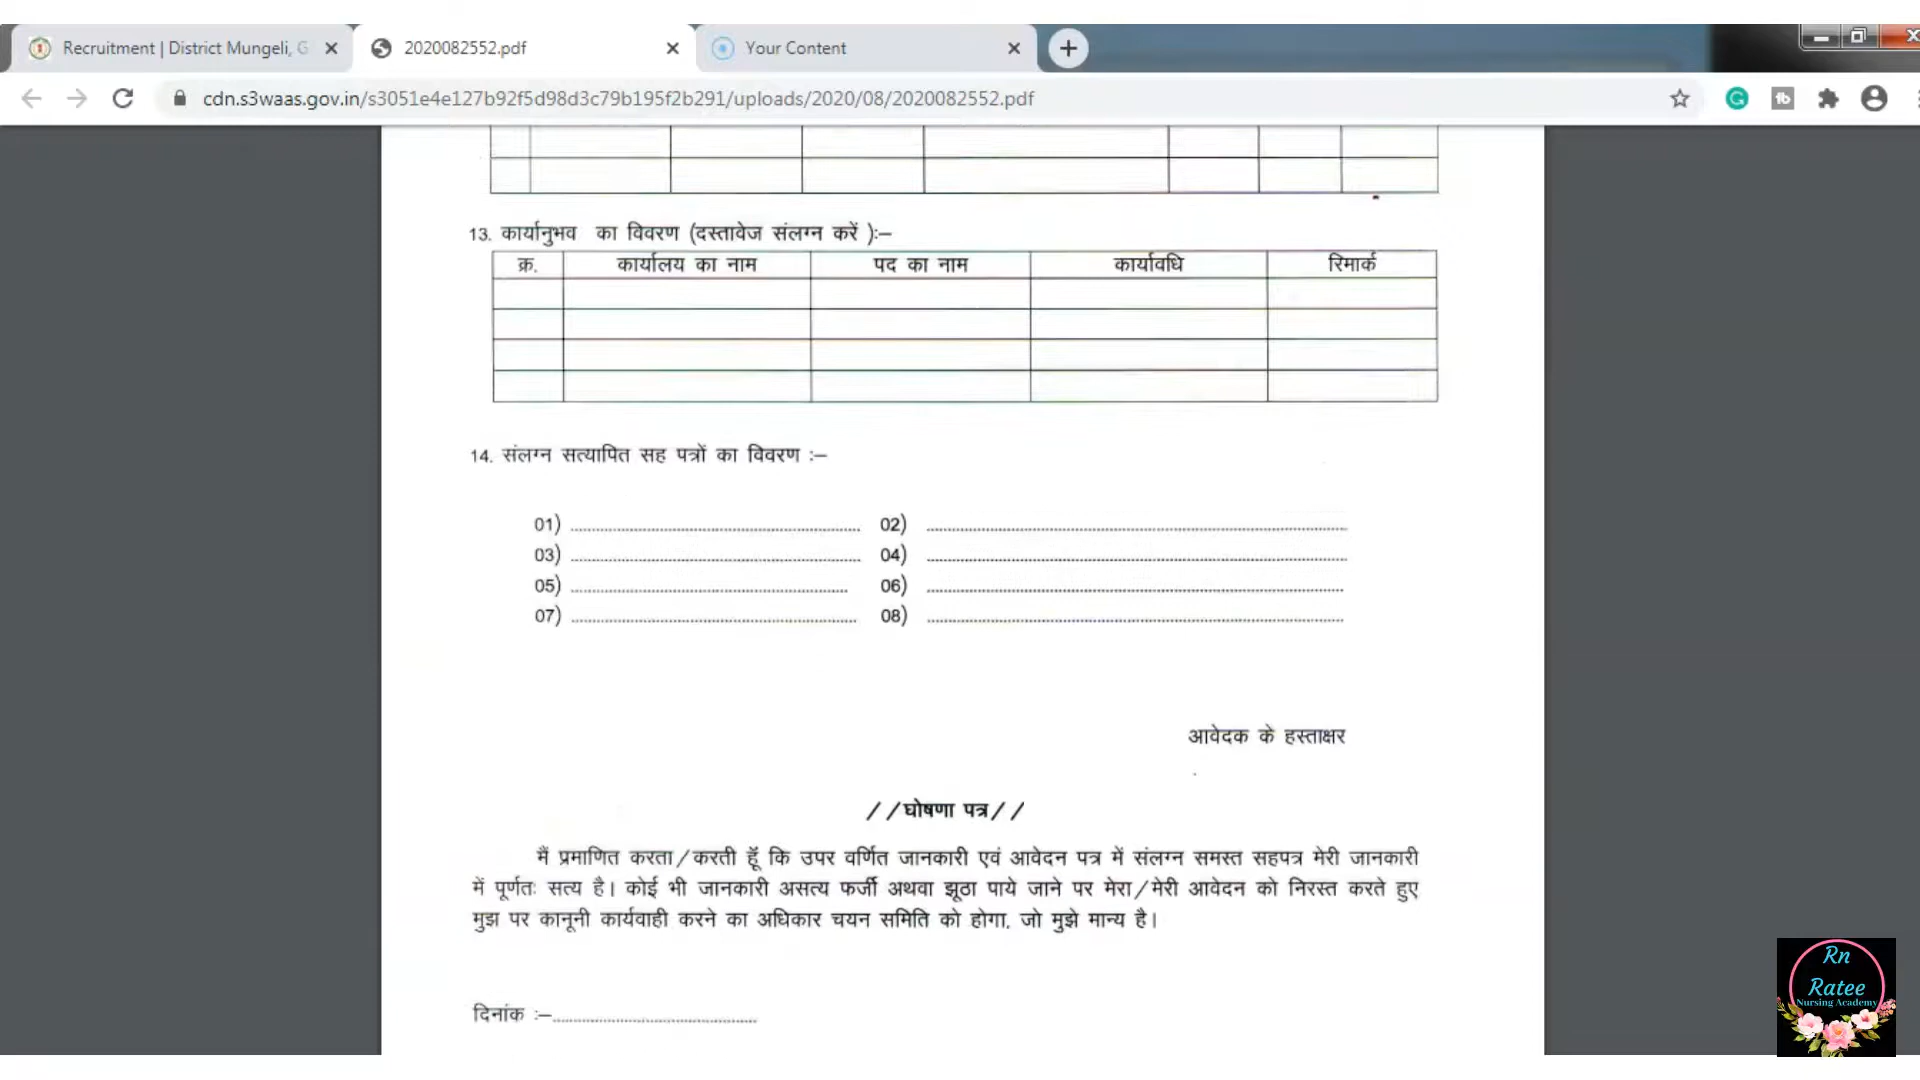 Recruitment | District Mungeli, G
2020082552.pdf
Your Content
cdn.s3waas.gov.in/s3051e4e127b92f5d98d3c79b195f2b291/uploads/2020/08/2020082552.pdf
13. कार्यानुभव का विवरण (दस्तावेज संलग्न करें ):–
क्र. कार्यालय का नाम पद का नाम कार्यावधि रिमार्क
14. संलग्न सत्यापित सह पत्रों का विवरण :–
01) ........................ 02) ........................
03) ........................ 04) ........................
05) ........................ 06) ........................
07) ........................ 08) ........................
आवेदक के हस्ताक्षर
//घोषणा पत्र//
मैं प्रमाणित करता/करती हूॅं कि उपर वर्णित जानकारी एवं आवेदन पत्र में संलग्न समस्त सहपत्र मेरी जानकारी
में पूर्णतः सत्य है। कोई भी जानकारी असत्य फर्जी अथवा झूठा पाये जाने पर मेरा/मेरी आवेदन को निरस्त करते हुए
मुझ पर कानूनी कार्यवाही करने का अधिकार चयन समिति को होगा, जो मुझे मान्य है।
दिनांक :–........................
Rn
Ratee
Nursing Academy